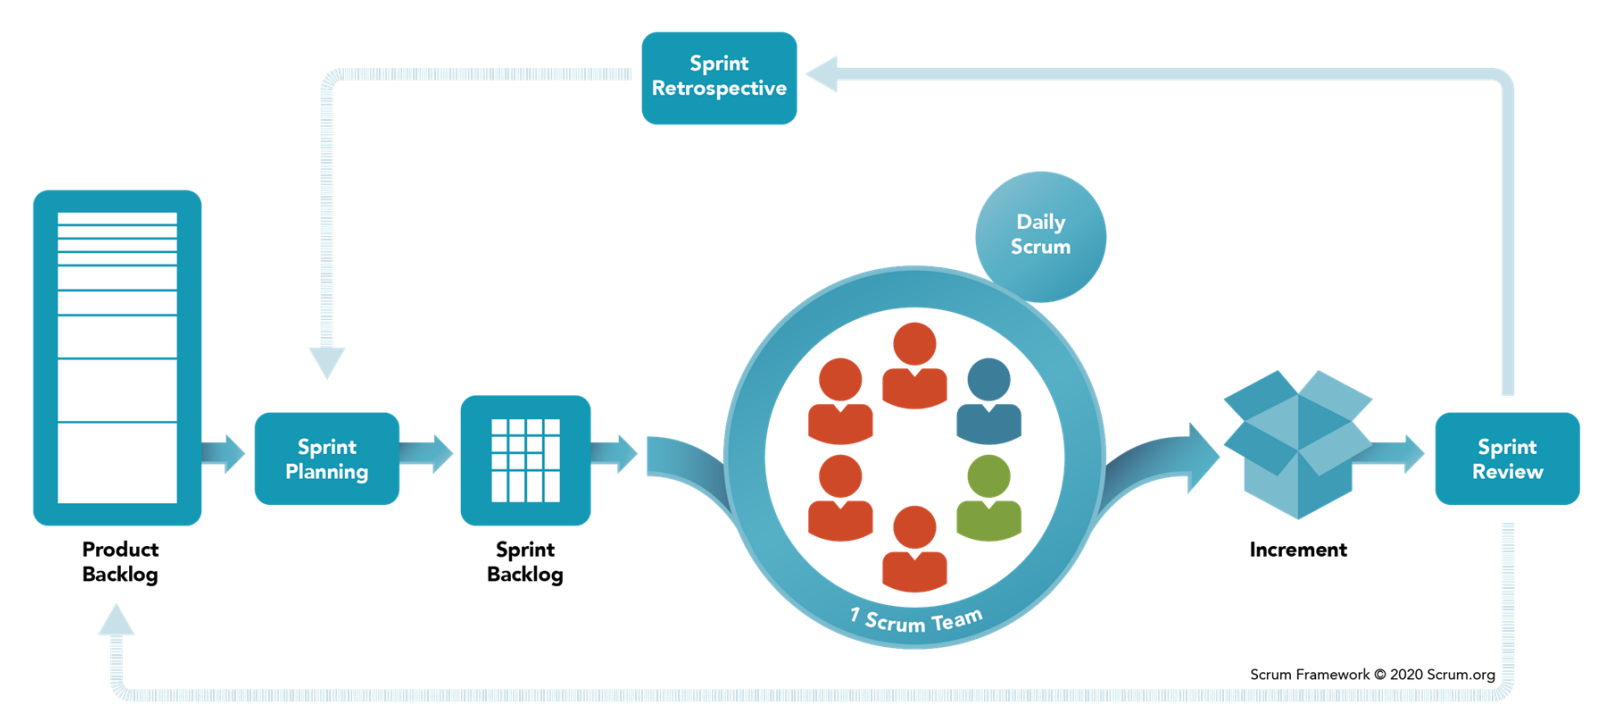 Sprint
Retrospective
Daily
Scrum
Sprint
Planning
Sprint
Review
Product
Backlog
Sprint
Backlog
1 Scrum Team
Increment
Scrum Framework © 2020 Scrum.org